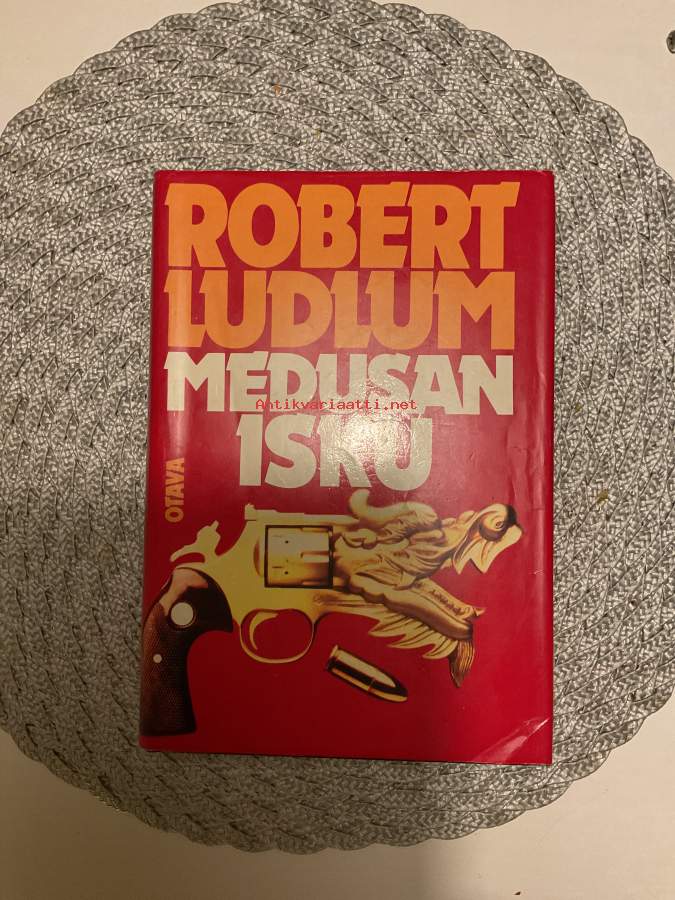 ROBERT
LUDLUM
MEDUSAN
Antikvariaatti.net
ISKU
OTAVA